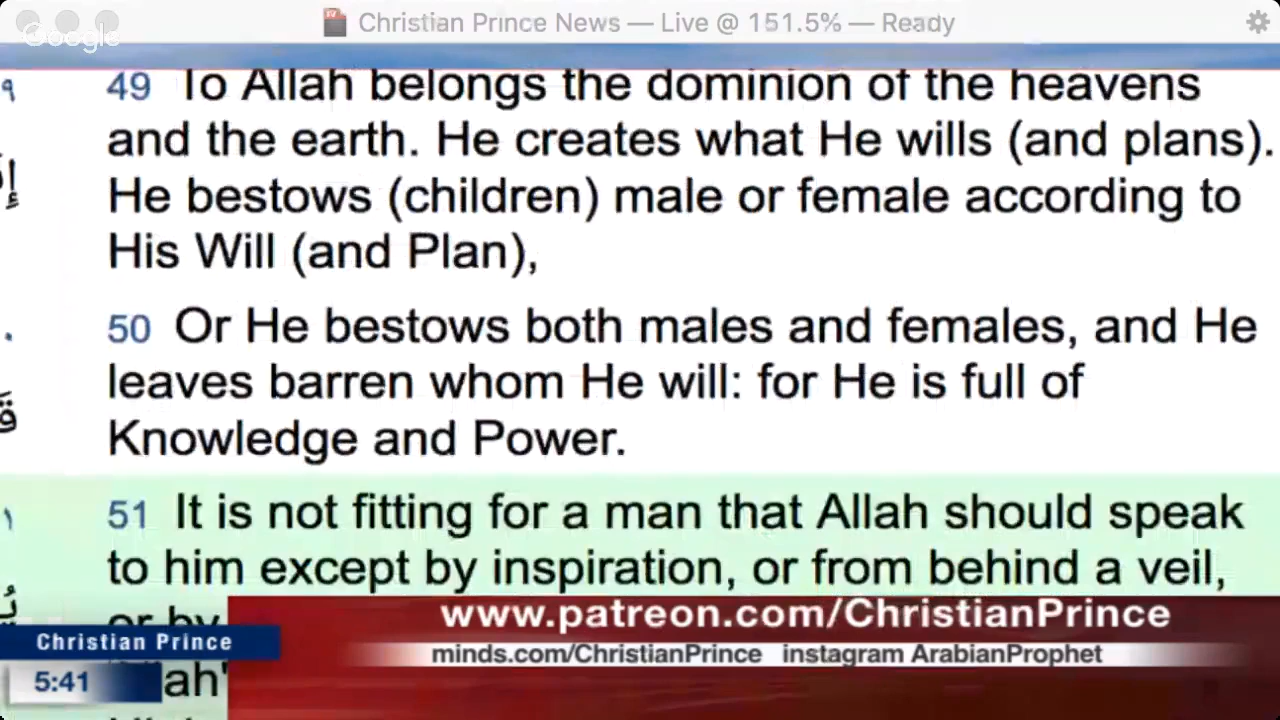 Christian Prince News — Live @ 151.5% — Ready
Google
49 To Allah belongs the dominion of the heavens
and the earth. He creates what He wills (and plans).
He bestows (children) male or female according to
His Will (and Plan),
50 Or He bestows both males and females, and He
leaves barren whom He will: for He is full of
Knowledge and Power.
51 It is not fitting for a man that Allah should speak
to him except by inspiration, or from behind a veil,
or by
www.patreon.com/ChristianPrince
Christian Prince
minds.com/ChristianPrince instagram ArabianProphet
5:41